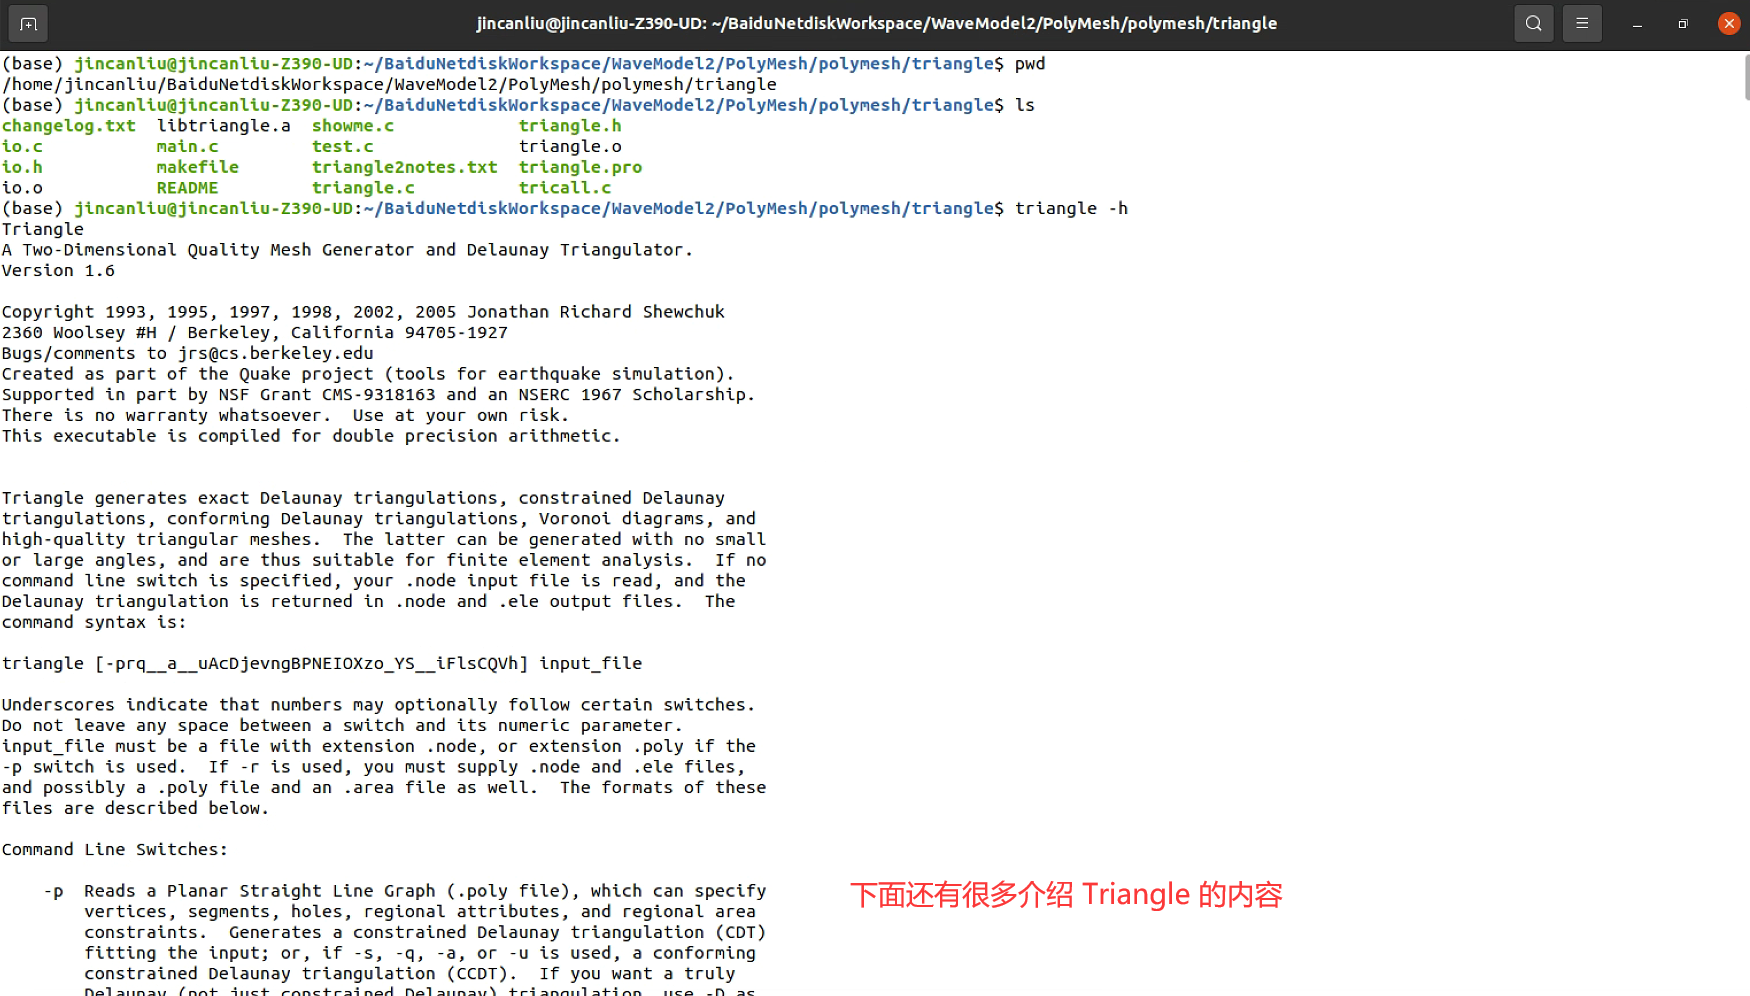 jincanliu@jincanliu-Z390-UD: ~/BaiduNetdiskWorkspace/WaveModel2/PolyMesh/polymesh/triangle
(base) jincanliu@jincanliu-Z390-UD:~/BaiduNetdiskWorkspace/WaveModel2/PolyMesh/polymesh/triangle$ pwd
/home/jincanliu/BaiduNetdiskWorkspace/WaveModel2/PolyMesh/polymesh/triangle
(base) jincanliu@jincanliu-Z390-UD:~/BaiduNetdiskWorkspace/WaveModel2/PolyMesh/polymesh/triangle$ ls
changelog.txt  libtriangle.a  showme.c            triangle.h
io.c           main.c         test.c              triangle.o
io.h           makefile       triangle2notes.txt  triangle.pro
io.o           README         triangle.c          tricall.c
(base) jincanliu@jincanliu-Z390-UD:~/BaiduNetdiskWorkspace/WaveModel2/PolyMesh/polymesh/triangle$ triangle -h
Triangle
A Two-Dimensional Quality Mesh Generator and Delaunay Triangulator.
Version 1.6
Copyright 1993, 1995, 1997, 1998, 2002, 2005 Jonathan Richard Shewchuk
2360 Woolsey #H / Berkeley, California 94705-1927
Bugs/comments to jrs@cs.berkeley.edu
Created as part of the Quake project (tools for earthquake simulation).
Supported in part by NSF Grant CMS-9318163 and an NSERC 1967 Scholarship.
There is no warranty whatsoever.  Use at your own risk.
This executable is compiled for double precision arithmetic.
Triangle generates exact Delaunay triangulations, constrained Delaunay
triangulations, conforming Delaunay triangulations, Voronoi diagrams, and
high-quality triangular meshes.  The latter can be generated with no small
or large angles, and are thus suitable for finite element analysis.  If no
command line switch is specified, your .node input file is read, and the
Delaunay triangulation is returned in .node and .ele output files.  The
command syntax is:
triangle [-prq__a__uAcDjevngBPNEIOXzo_YS__iFlsCQVh] input_file
Underscores indicate that numbers may optionally follow certain switches.
Do not leave any space between a switch and its numeric parameter.
input_file must be a file with extension .node, or extension .poly if the
-p switch is used.  If -r is used, you must supply .node and .ele files,
and possibly a .poly file and an .area file as well.  The formats of these
files are described below.
Command Line Switches:
-p  Reads a Planar Straight Line Graph (.poly file), which can specify
vertices, segments, holes, regional attributes, and regional area
constraints.  Generates a constrained Delaunay triangulation (CDT)
fitting the input; or, if -s, -q, -a, or -u is used, a conforming
constrained Delaunay triangulation (CCDT).  If you want a truly
Delaunay (not just constrained Delaunay) triangulation, use -D as
下面还有很多介绍 Triangle 的内容